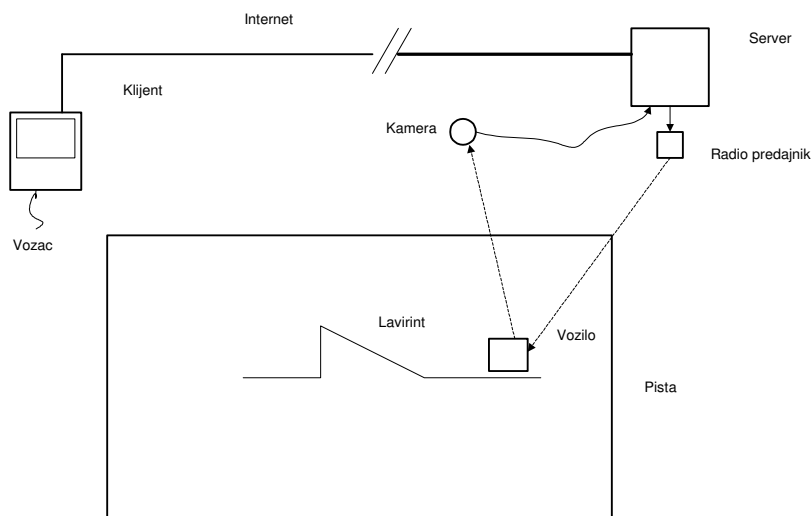 Internet
Server
Klijent
Kamera
Radio predajnik
Vozac
Lavirint
Vozilo
Pista